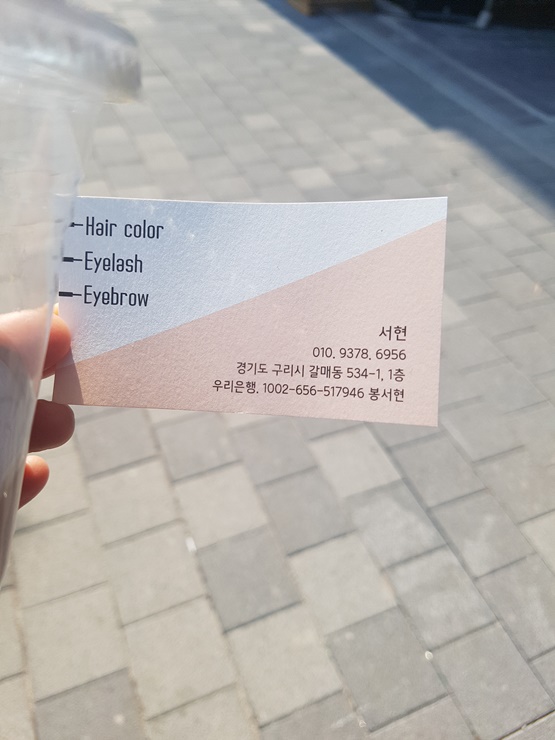 Hair color
Eyelash
Eyebrow
서현
010. 9378. 6956
경기도 구리시 갈매동 534-1, 1층
우리은행. 1002-656-517946 봉서현